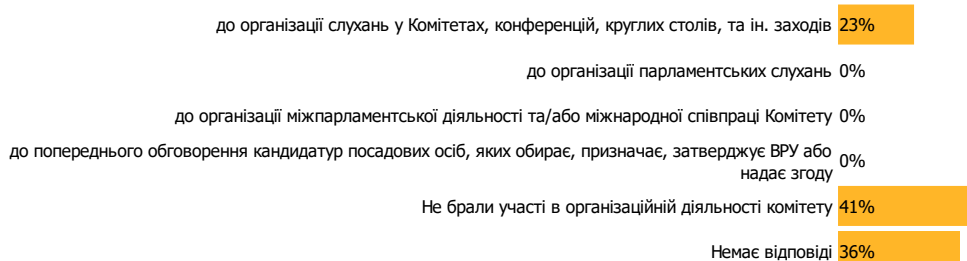 до організації слухань у Комітетах, конференцій, круглих столів, та ін. заходів 23%
до організації парламентських слухань 0%
до організації міжпарламентської діяльності та/або міжнародної співпраці Комітету 0%
до попереднього обговорення кандидатур посадових осіб, яких обирає, призначає, затверджує ВРУ або
надає згоду 0%
Не брали участі в організаційній діяльності комітету 41%
Немає відповіді 36%